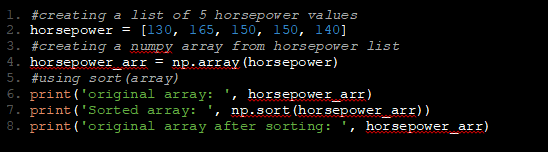 1. #creating a list of 5 horsepower values
2. horsepower = [130, 165, 150, 150, 140]
3. #creating a numpy array from horsepower list
4. horsepower_arr = np.array(horsepower)
5. #using sort(array)
6. print('original array: ', horsepower_arr)
7. print('Sorted array: ', np.sort(horsepower_arr))
8. print('original array after sorting: ', horsepower_arr)